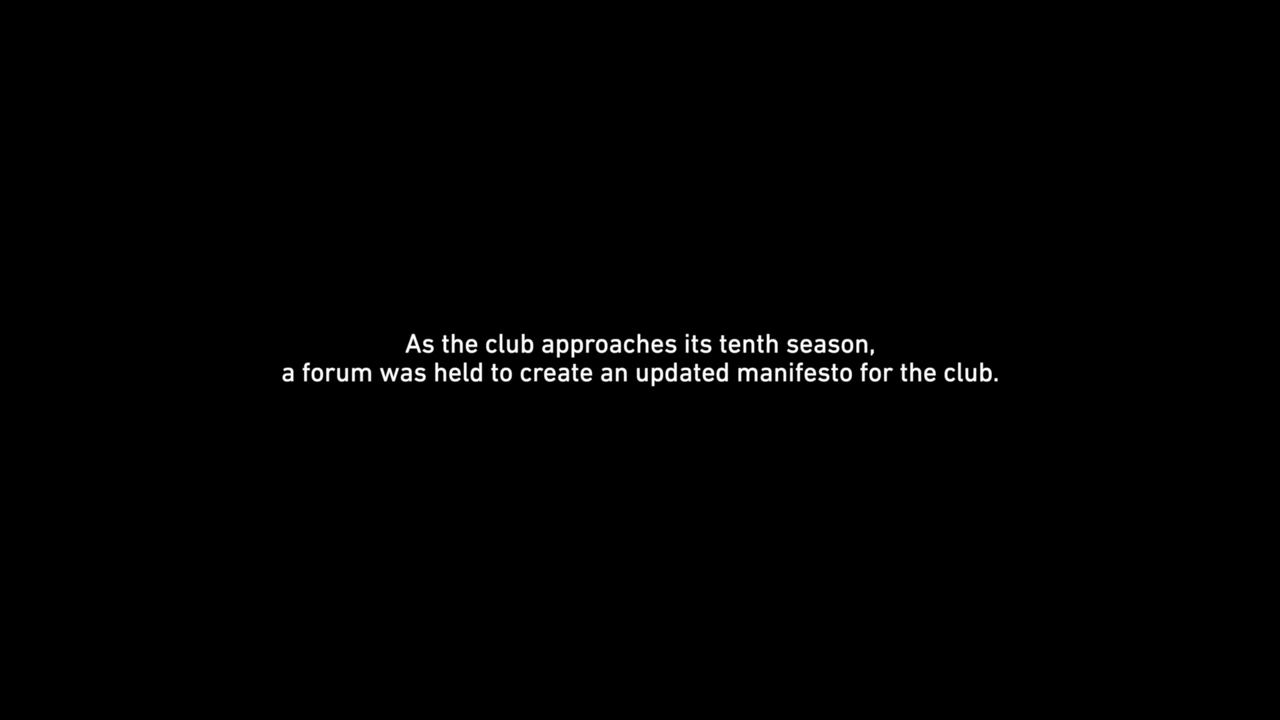 As the club approaches its tenth season,
a forum was held to create an updated manifesto for the club.